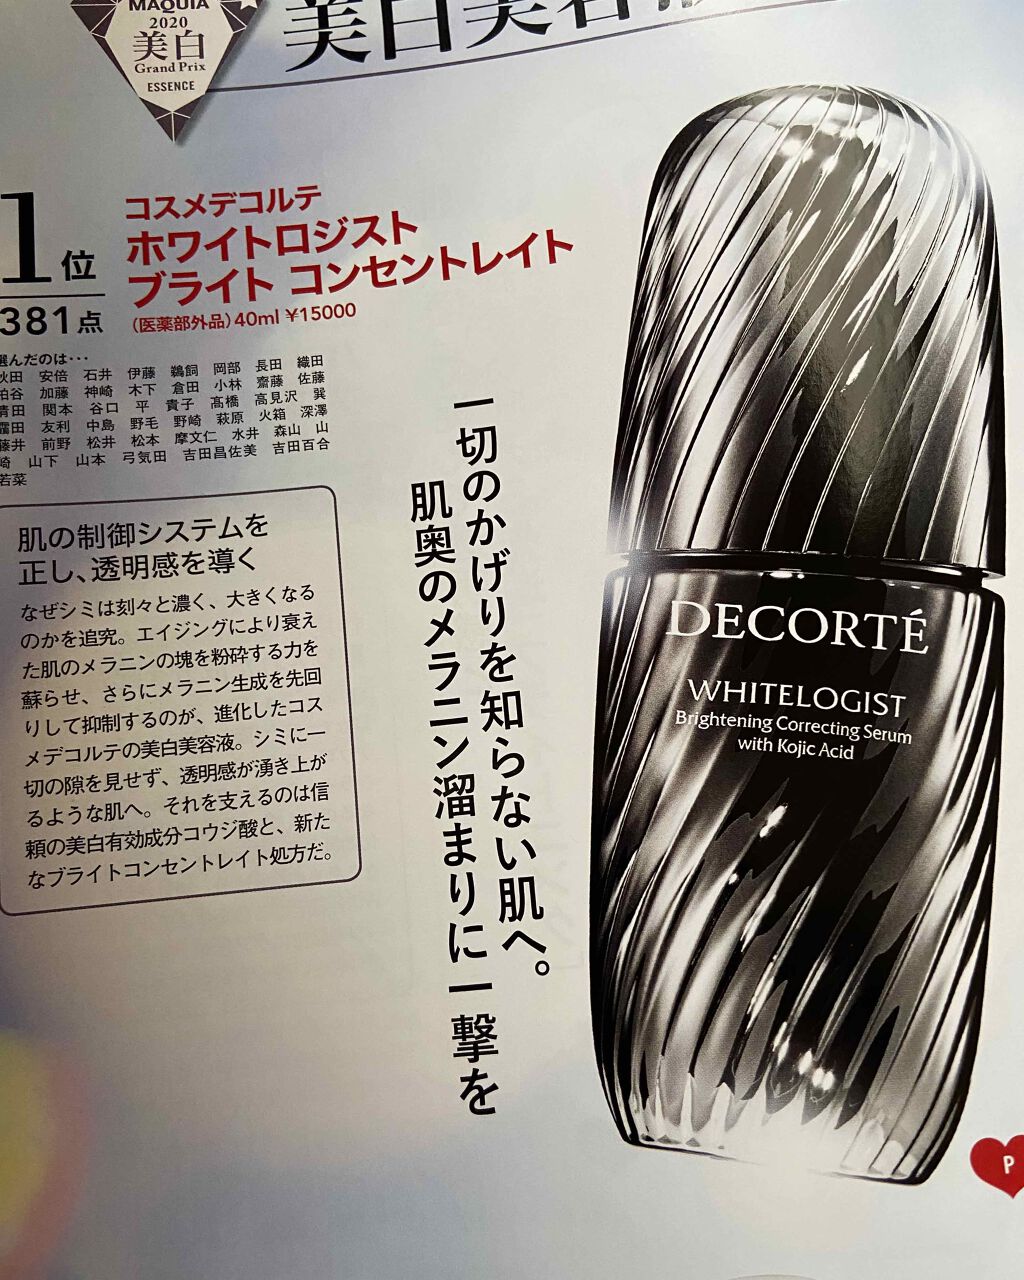 MAQUIA
2020
美白
Grand Prix
ESSENCE
美白美容液
1位
381点
コスメデコルテ
ホワイトロジスト
ブライト コンセントレイト
(医薬部外品)40ml ¥15000
選んだのは･･･
秋田 安倍 石井 伊藤 鵜飼 岡部 長田 織田
柏谷 加藤 神崎 木下 倉田 小林 齋藤 佐藤
清田 関本 谷口 平 貴子 髙橋 高見沢 巽
靏田 友利 中島 野毛 野崎 萩原 火箱 深澤
藤井 前野 松井 松本 摩文仁 水井 森山 山
崎 山下 山本 弓気田 吉田昌佐美 吉田百合
若菜
肌の制御システムを
正し、透明感を導く
なぜシミは刻々と濃く、大きくなる
のかを追究。エイジングにより衰え
た肌のメラニンの塊を粉砕する力を
蘇らせ、さらにメラニン生成を先回
りして抑制するのが、進化したコス
メデコルテの美白美容液。シミに一
切の隙を見せず、透明感が湧き上が
るような肌へ。それを支えるのは信
頼の美白有効成分コウジ酸と、新た
なブライトコンセントレイト処方だ。
一切のかげりを知らない肌へ。
肌奥のメラニン溜まりに一撃を
DECORTÉ
WHITELOGIST
Brightening Correcting Serum
with Kojic Acid
P